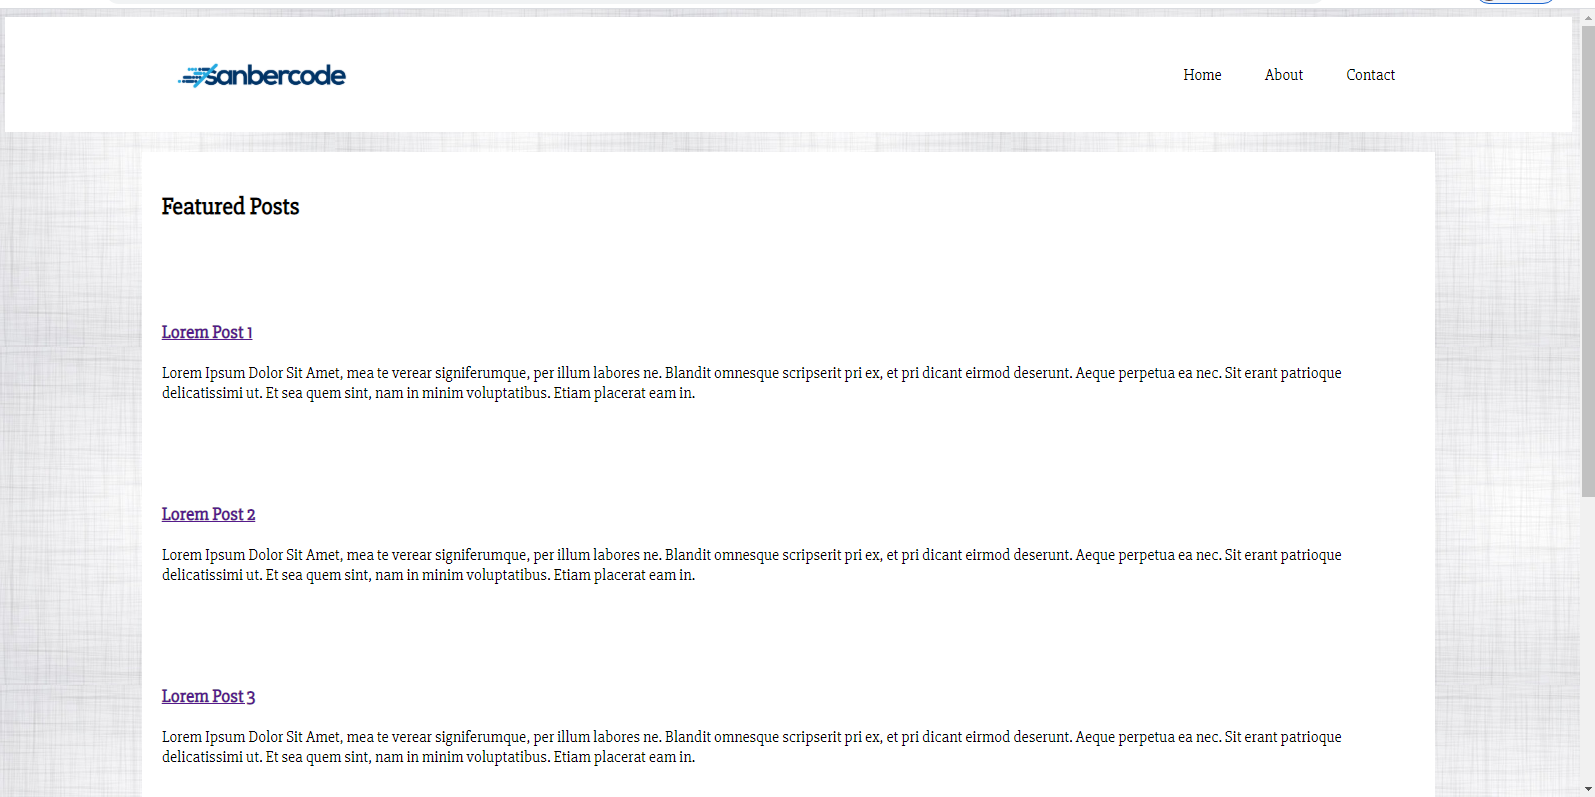 sanbercode
Home About Contact
Featured Posts
Lorem Post 1
Lorem Ipsum Dolor Sit Amet, mea te verear signiferumque, per illum labores ne. Blandit omnesque scripserit pri ex, et pri dicant eirmod deserunt. Aeque perpetua ea nec. Sit erant patrioque
delicatissimi ut. Et sea quem sint, nam in minim voluptatibus. Etiam placerat eam in.
Lorem Post 2
Lorem Ipsum Dolor Sit Amet, mea te verear signiferumque, per illum labores ne. Blandit omnesque scripserit pri ex, et pri dicant eirmod deserunt. Aeque perpetua ea nec. Sit erant patrioque
delicatissimi ut. Et sea quem sint, nam in minim voluptatibus. Etiam placerat eam in.
Lorem Post 3
Lorem Ipsum Dolor Sit Amet, mea te verear signiferumque, per illum labores ne. Blandit omnesque scripserit pri ex, et pri dicant eirmod deserunt. Aeque perpetua ea nec. Sit erant patrioque
delicatissimi ut. Et sea quem sint, nam in minim voluptatibus. Etiam placerat eam in.